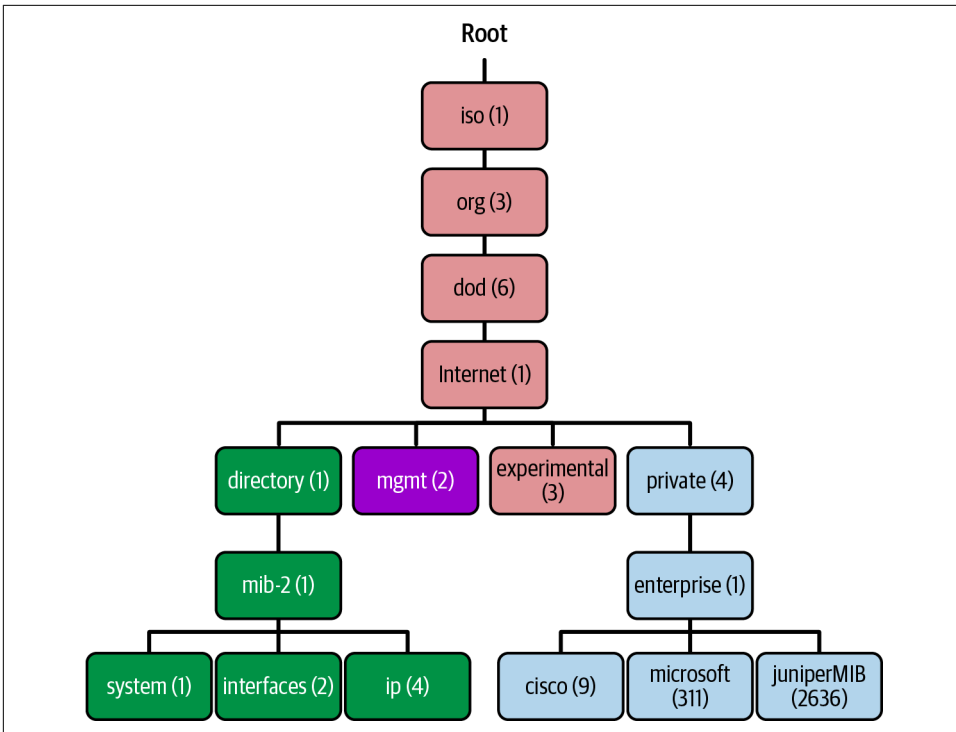 Root
iso (1)
org (3)
dod (6)
Internet (1)
directory (1)
mgmt (2)
experimental
(3)
private (4)
mib-2 (1)
enterprise (1)
system (1)
interfaces (2)
ip (4)
cisco (9)
microsoft
(311)
juniperMIB
(2636)